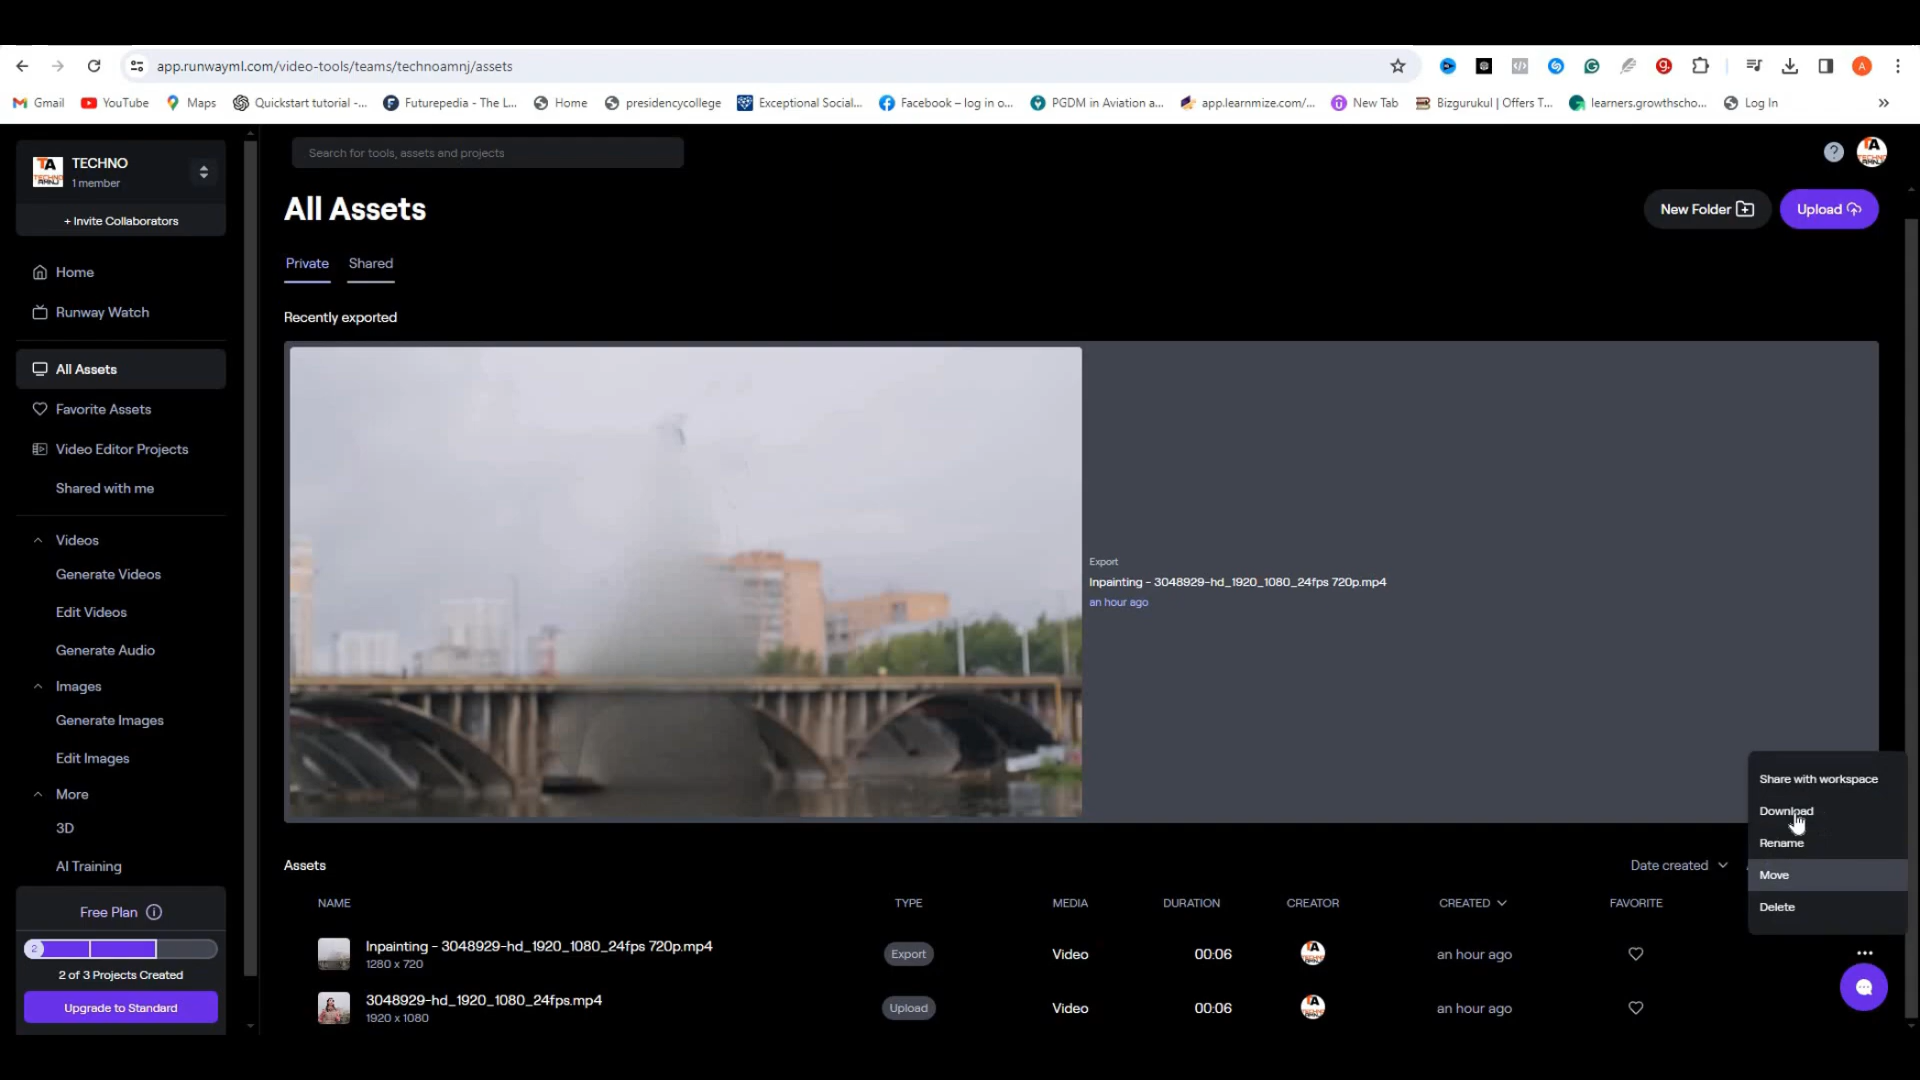 app.runwayml.com/video-tools/teams/technoamnj/assets
Gmail
YouTube
Maps
Quickstart tutorial -...
Futurepedia - The L...
Home
presidencycollege
Exceptional Social...
Facebook – log in o...
PGDM in Aviation a...
app.learnmize.com/...
New Tab
Bizgurukul | Offers T...
learners.growthscho...
Log In
TA
TECHNO
1 member
+ Invite Collaborators
Home
Runway Watch
All Assets
Favorite Assets
Video Editor Projects
Shared with me
Videos
Generate Videos
Edit Videos
Generate Audio
Images
Generate Images
Edit Images
More
3D
AI Training
Free Plan
2
2 of 3 Projects Created
Upgrade to Standard
Search for tools, assets and projects
All Assets
New Folder
Upload
Private
Shared
Recently exported
Export
Inpainting - 3048929-hd_1920_1080_24fps 720p.mp4
an hour ago
Share with workspace
Download
Rename
Move
Delete
Assets
Date created
NAME TYPE MEDIA DURATION CREATOR CREATED FAVORITE
Inpainting - 3048929-hd_1920_1080_24fps 720p.mp4 Export Video 00:06 an hour ago
1280 x 720
3048929-hd_1920_1080_24fps.mp4 Upload Video 00:06 an hour ago
1920 x 1080